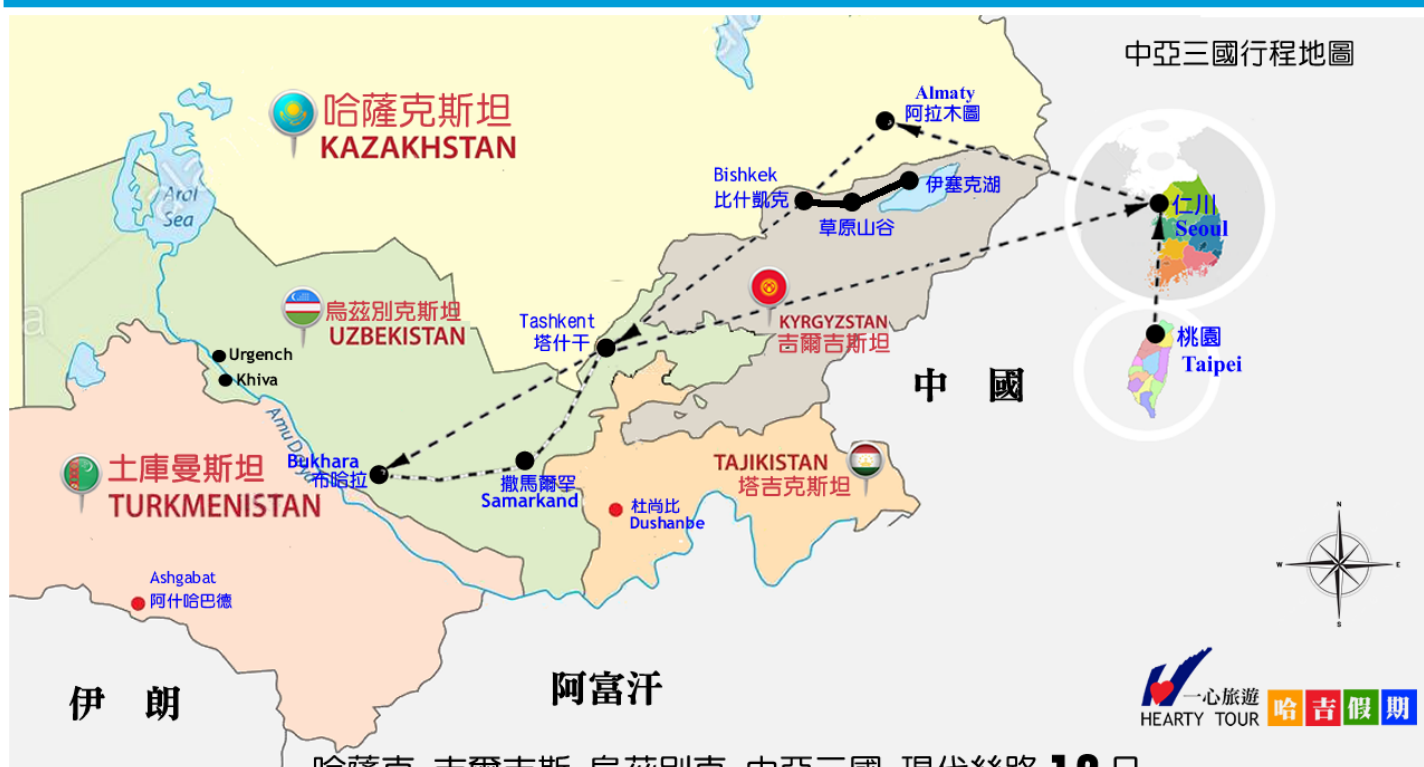 中亞三國行程地圖
Almaty
阿拉木圖
哈薩克斯坦
KAZAKHSTAN
Bishkek
比什凱克
伊塞克湖
草原山谷
仁川
Seoul
Aral
Sea
烏茲別克斯坦
UZBEKISTAN
Tashkent
塔什干
KYRGYZSTAN
吉爾吉斯坦
桃園
Taipei
Urgench
Khiva
中 國
Amu Darya
土庫曼斯坦
TURKMENISTAN
Bukhara
布哈拉
撒馬爾罕
Samarkand
TAJIKISTAN
塔吉克斯坦
杜尚比
Dushanbe
Ashgabat
阿什哈巴德
N
W
E
S
伊 朗
阿富汗
一心旅遊
HEARTY TOUR
哈吉假期